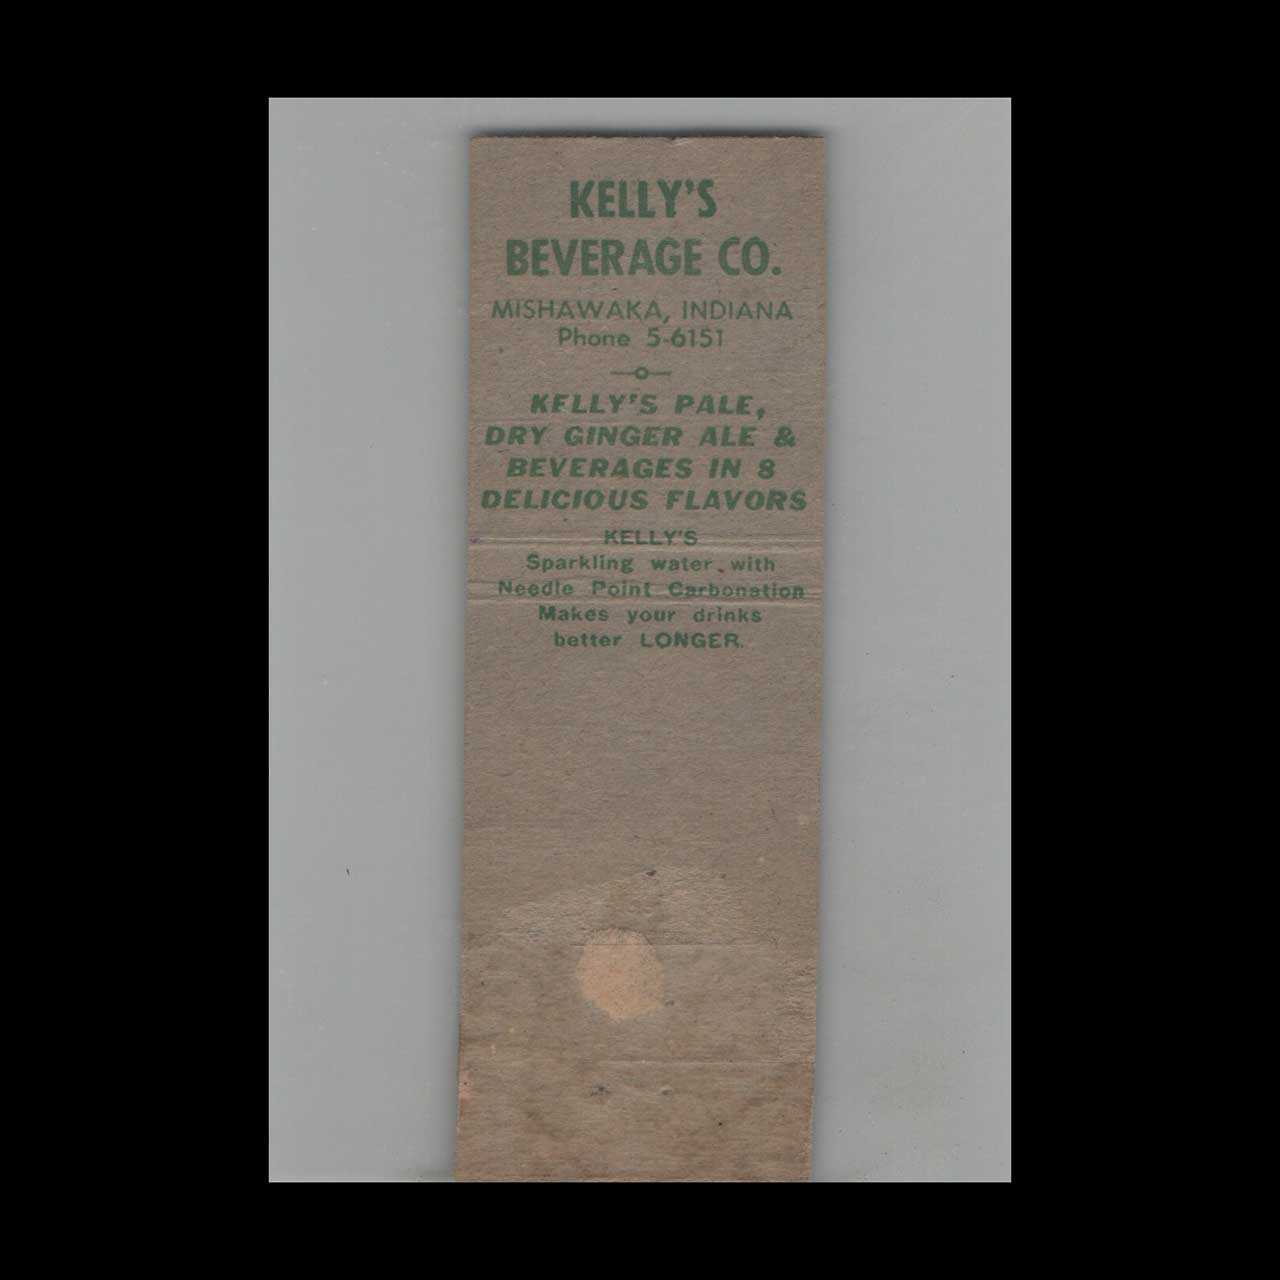 KELLY'S
BEVERAGE CO.
MISHAWAKA, INDIANA
Phone 5-6151
KELLY'S PALE,
DRY GINGER ALE &
BEVERAGES IN 8
DELICIOUS FLAVORS
KELLY'S
Sparkling water with
Needle Point Carbonation
Makes your drinks
better LONGER.